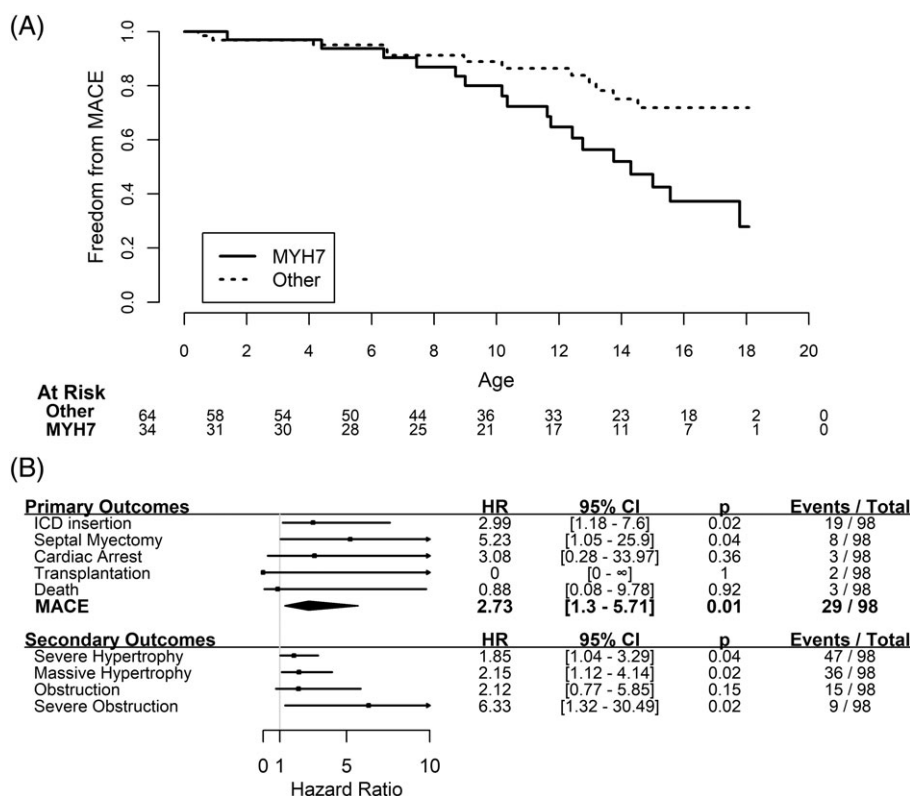 (A)
Freedom from MACE
1.0
0.8
0.6
0.4
0.2
0.0
MYH7
Other
0 2 4 6 8 10 12 14 16 18 20
Age
At Risk
Other 64 58 54 50 44 36 33 23 18 2 0
MYH7 34 31 30 28 25 21 17 11 7 1 0
(B)
Primary Outcomes HR 95% CI p Events / Total
ICD insertion 2.99 [1.18 - 7.6] 0.02 19 / 98
Septal Myectomy 5.23 [1.05 - 25.9] 0.04 8 / 98
Cardiac Arrest 3.08 [0.28 - 33.97] 0.36 3 / 98
Transplantation 0 [0 - ∞] 1 2 / 98
Death 0.88 [0.08 - 9.78] 0.92 3 / 98
MACE 2.73 [1.3 - 5.71] 0.01 29 / 98
Secondary Outcomes HR 95% CI p Events / Total
Severe Hypertrophy 1.85 [1.04 - 3.29] 0.04 47 / 98
Massive Hypertrophy 2.15 [1.12 - 4.14] 0.02 36 / 98
Obstruction 2.12 [0.77 - 5.85] 0.15 15 / 98
Severe Obstruction 6.33 [1.32 - 30.49] 0.02 9 / 98
0 1 5 10
Hazard Ratio